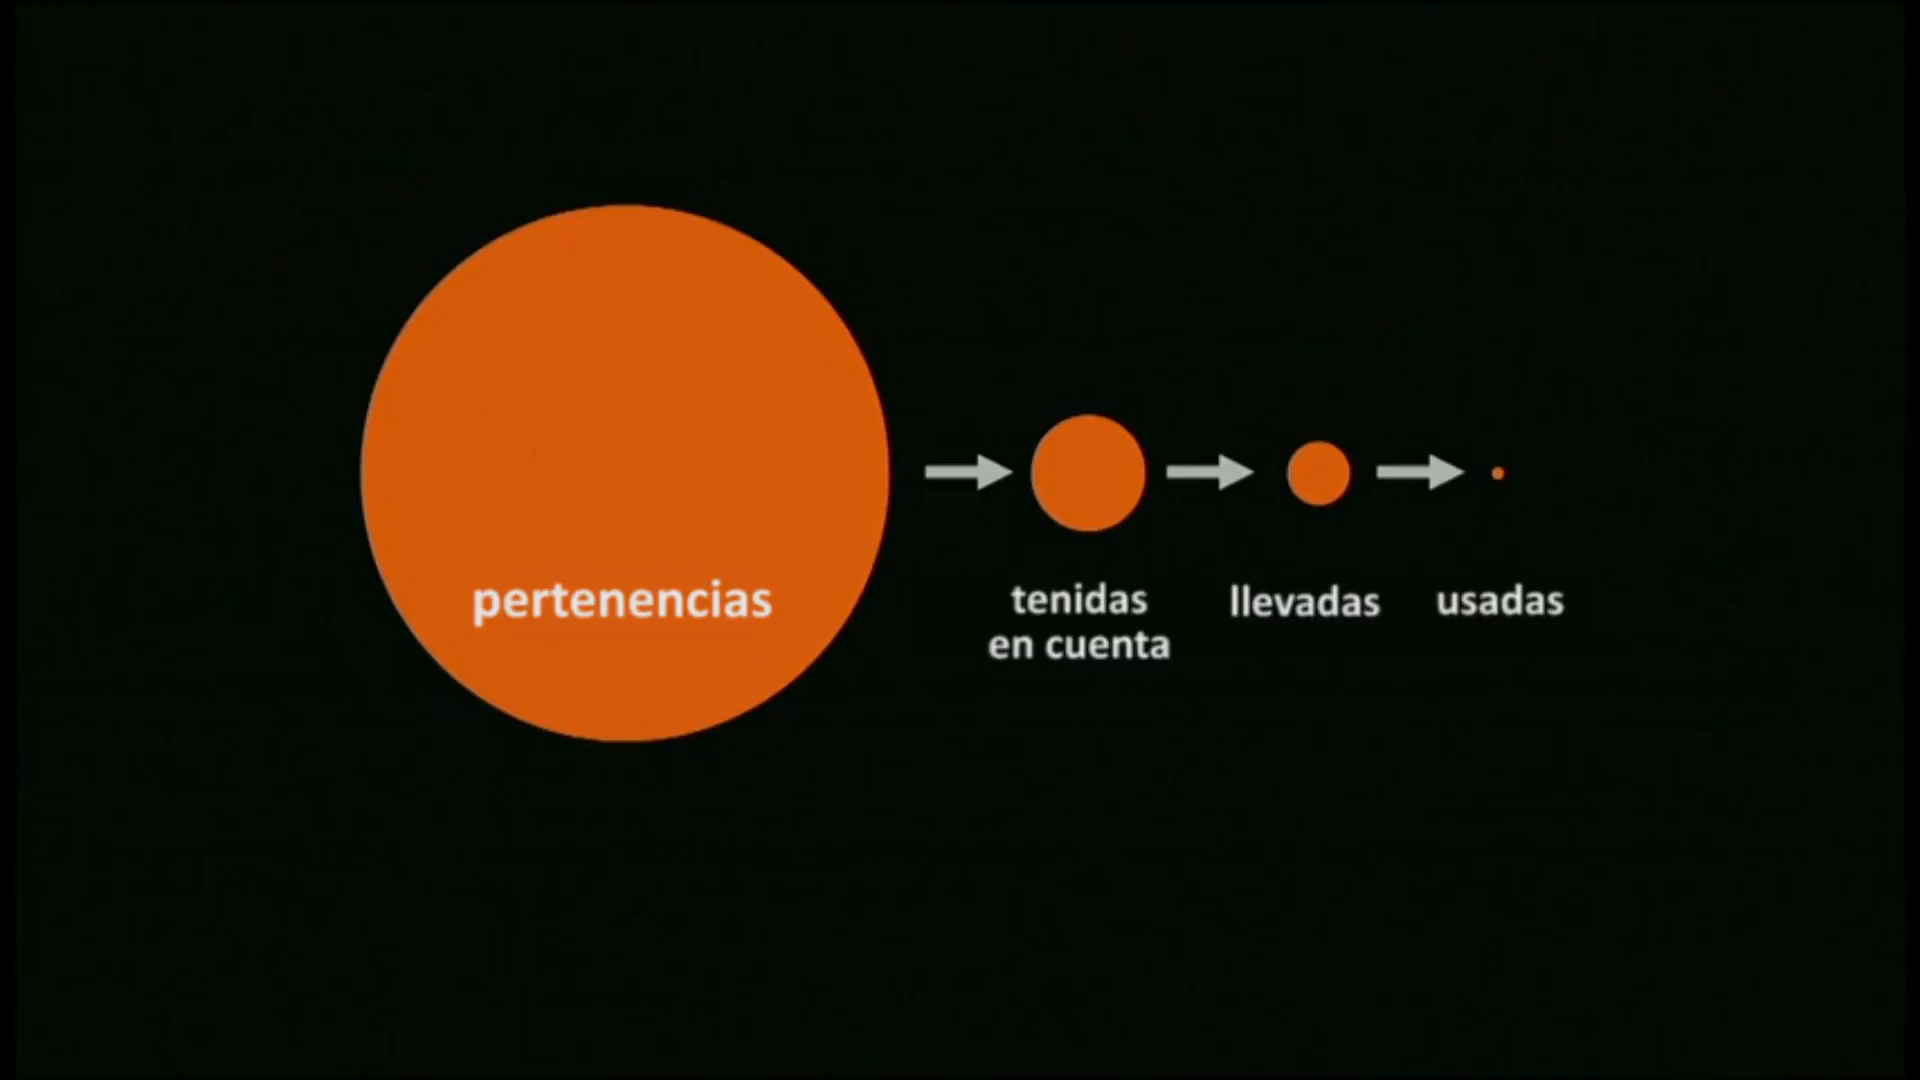 pertenencias
tenidas
en cuenta
llevadas
usadas